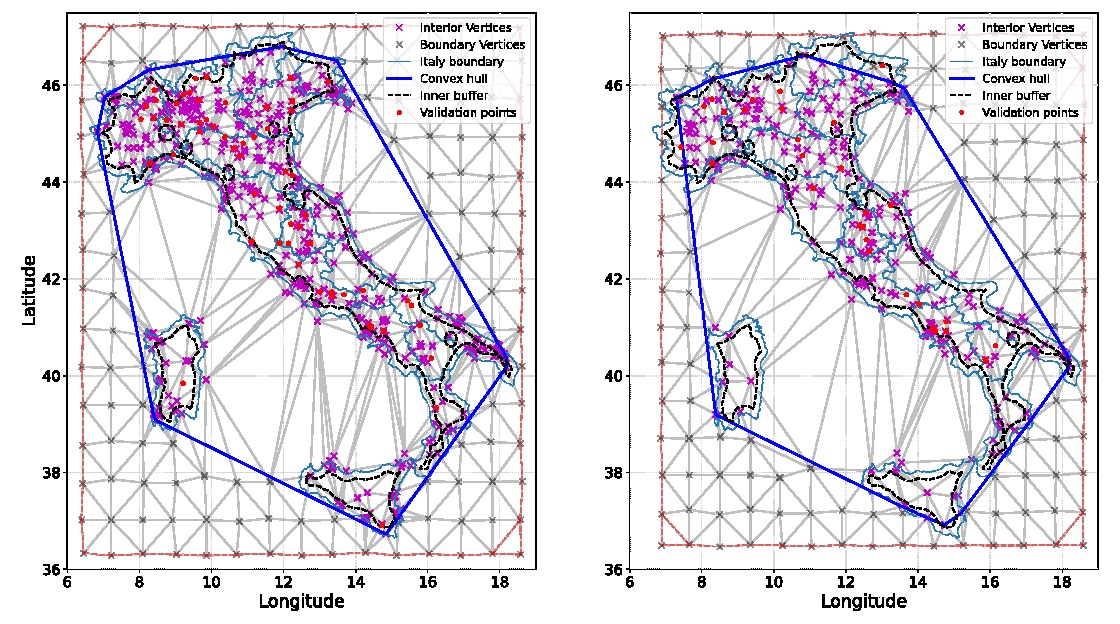 Interior Vertices
Boundary Vertices
Italy boundary
Convex hull
Inner buffer
Validation points
46
44
42
40
38
36
6 8 10 12 14 16 18
Latitude
Longitude
Interior Vertices
Boundary Vertices
Italy boundary
Convex hull
Inner buffer
Validation points
46
44
42
40
38
36
6 8 10 12 14 16 18
Longitude